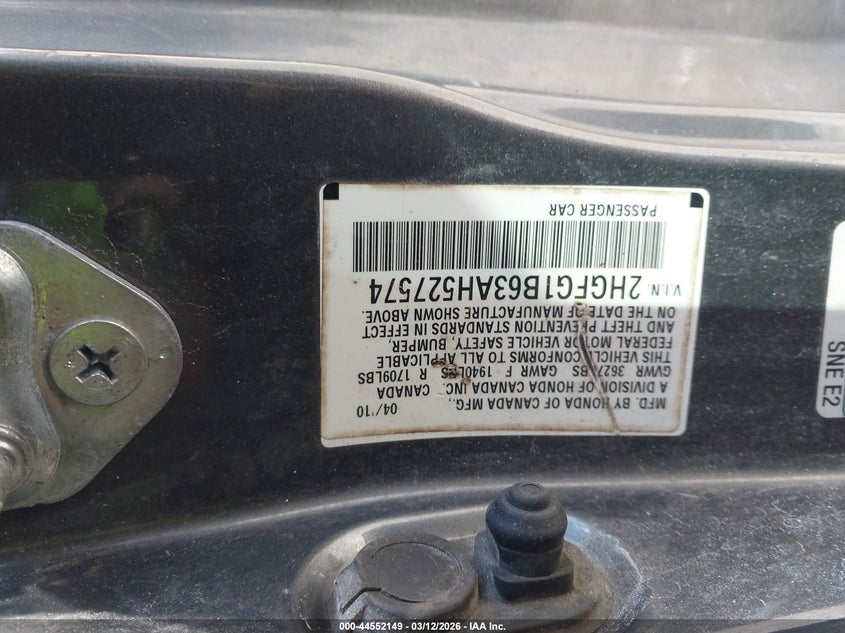 MFD. BY HONDA OF CANADA MFG., 04/'10
A DIVISION OF HONDA CANADA INC. CANADA
GVWR 3627LBS GAWR F 1940LBS R 1709LBS
THIS VEHICLE CONFORMS TO ALL APPLICABLE
FEDERAL MOTOR VEHICLE SAFETY, BUMPER,
AND THEFT PREVENTION STANDARDS IN EFFECT
ON THE DATE OF MANUFACTURE SHOWN ABOVE.
V.I.N. 2HGFG1B63AH527574
PASSENGER CAR
SNE E2
000-44552149 - 03/12/2026 - IAA Inc.